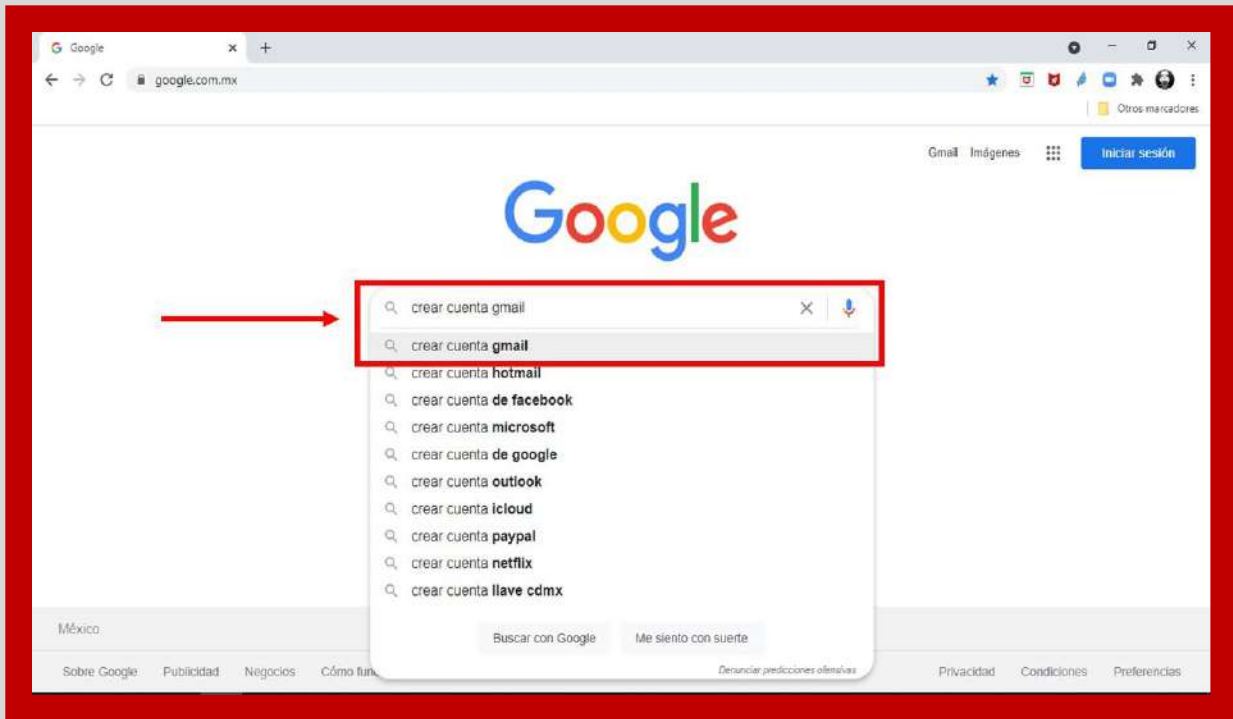 Google
google.com.mx
Otros marcadores
Gmail Imágenes
Iniciar sesión
Google
crear cuenta gmail
crear cuenta gmail
crear cuenta hotmail
crear cuenta de facebook
crear cuenta microsoft
crear cuenta de google
crear cuenta outlook
crear cuenta icloud
crear cuenta paypal
crear cuenta netflix
crear cuenta llave cdmx
Buscar con Google Me siento con suerte
Denunciar predicciones ofensivas
México
Sobre Google Publicidad Negocios Cómo fun Privacidad Condiciones Preferencias